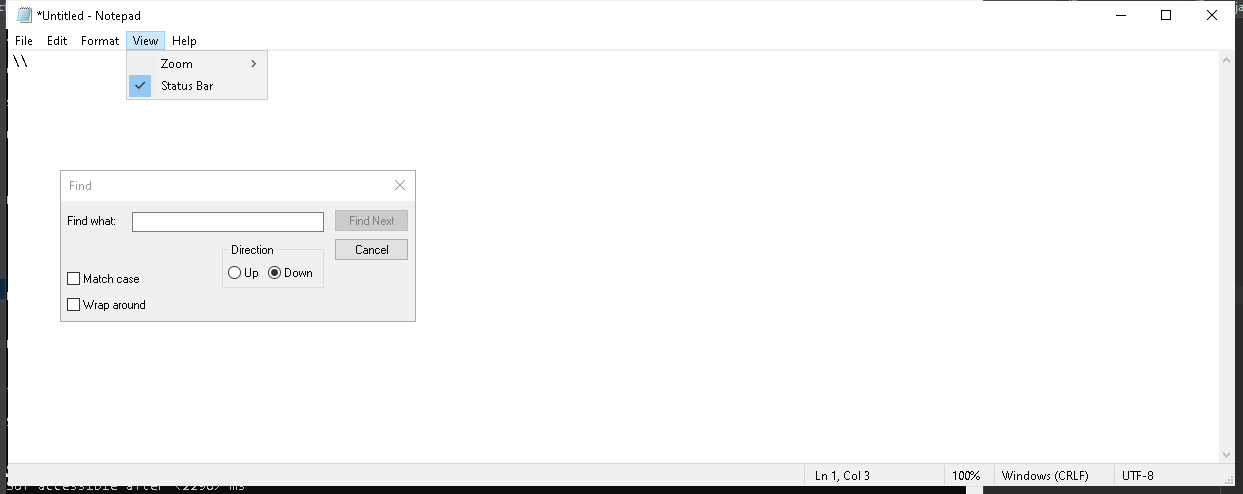 *Untitled - Notepad
File Edit Format View Help
\\
Zoom
Status Bar
Find
Find what:
Find Next
Direction
Cancel
Up Down
Match case
Wrap around
Ln 1, Col 3 100% Windows (CRLF) UTF-8